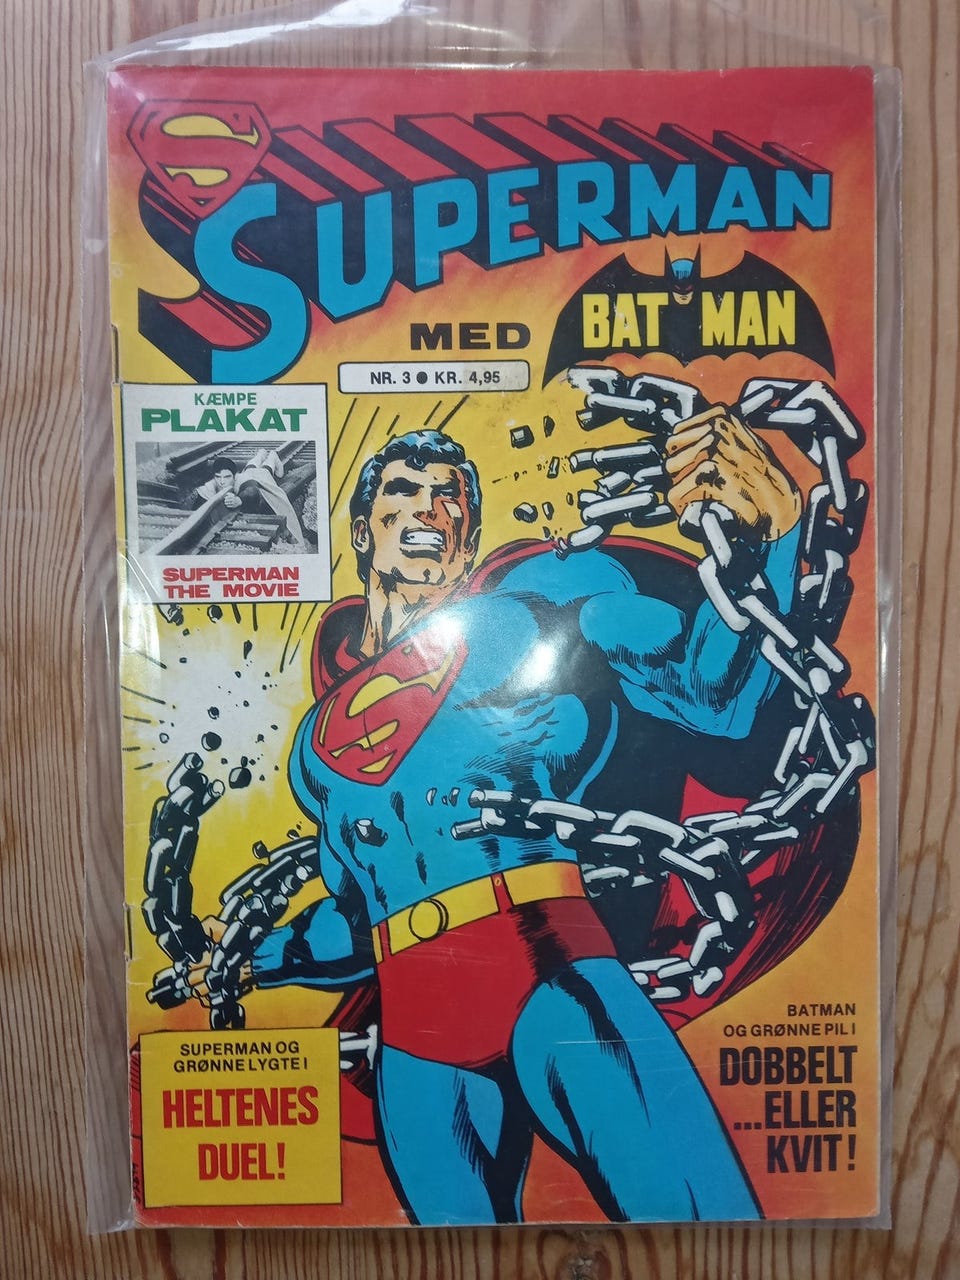 SUPERMAN
MED
BATMAN
NR. 3 ● KR. 4,95
KÆMPE
PLAKAT
SUPERMAN
THE MOVIE
SUPERMAN OG
GRØNNE LYGTE I
HELTENES
DUEL!
BATMAN
OG GRØNNE PIL I
DOBBELT
...ELLER
KVIT!